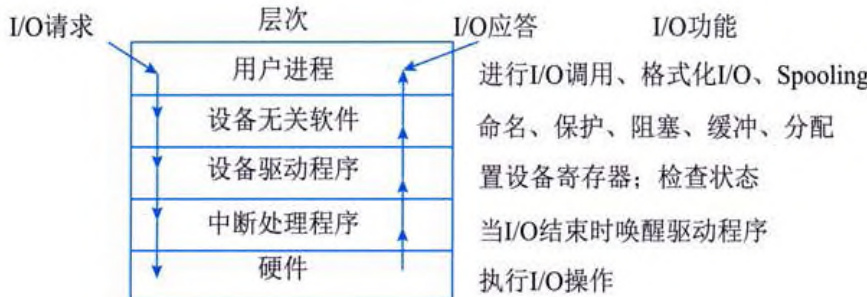 I/O请求 层次 I/O应答 I/O功能
用户进程 进行I/O调用、格式化I/O、Spooling
设备无关软件 命名、保护、阻塞、缓冲、分配
设备驱动程序 置设备寄存器；检查状态
中断处理程序 当I/O结束时唤醒驱动程序
硬件 执行I/O操作